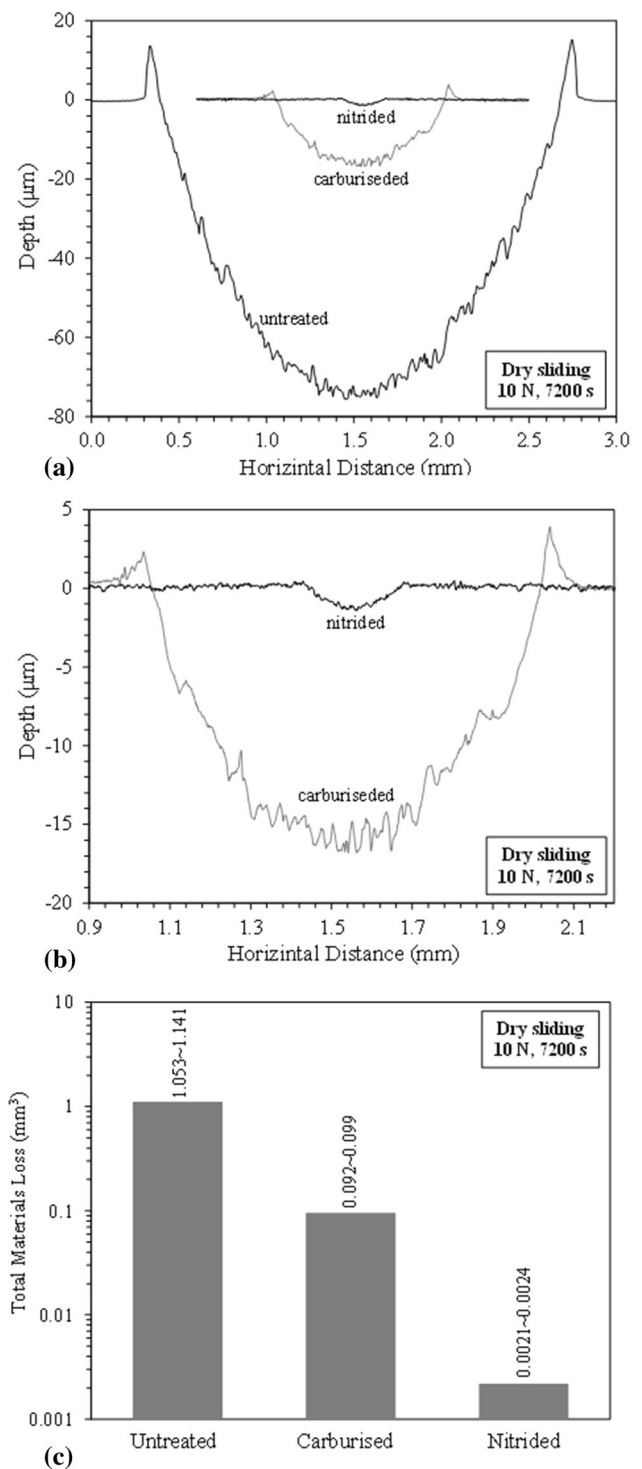 20
0
-20
-40
-60
-80
Depth (µm)
nitrided
carburiseded
untreated
Dry sliding
10 N, 7200 s
0.0 0.5 1.0 1.5 2.0 2.5 3.0
(a)
Horizintal Distance (mm)
5
0
-5
-10
-15
-20
Depth (µm)
nitrided
carburiseded
Dry sliding
10 N, 7200 s
0.9 1.1 1.3 1.5 1.7 1.9 2.1
(b)
Horizintal Distance (mm)
10
1
0.1
0.01
0.001
Total Materials Loss (mm³)
1.053~1.141
0.092~0.099
0.0021~0.0024
Dry sliding
10 N, 7200 s
(c)
Untreated Carburised Nitrided